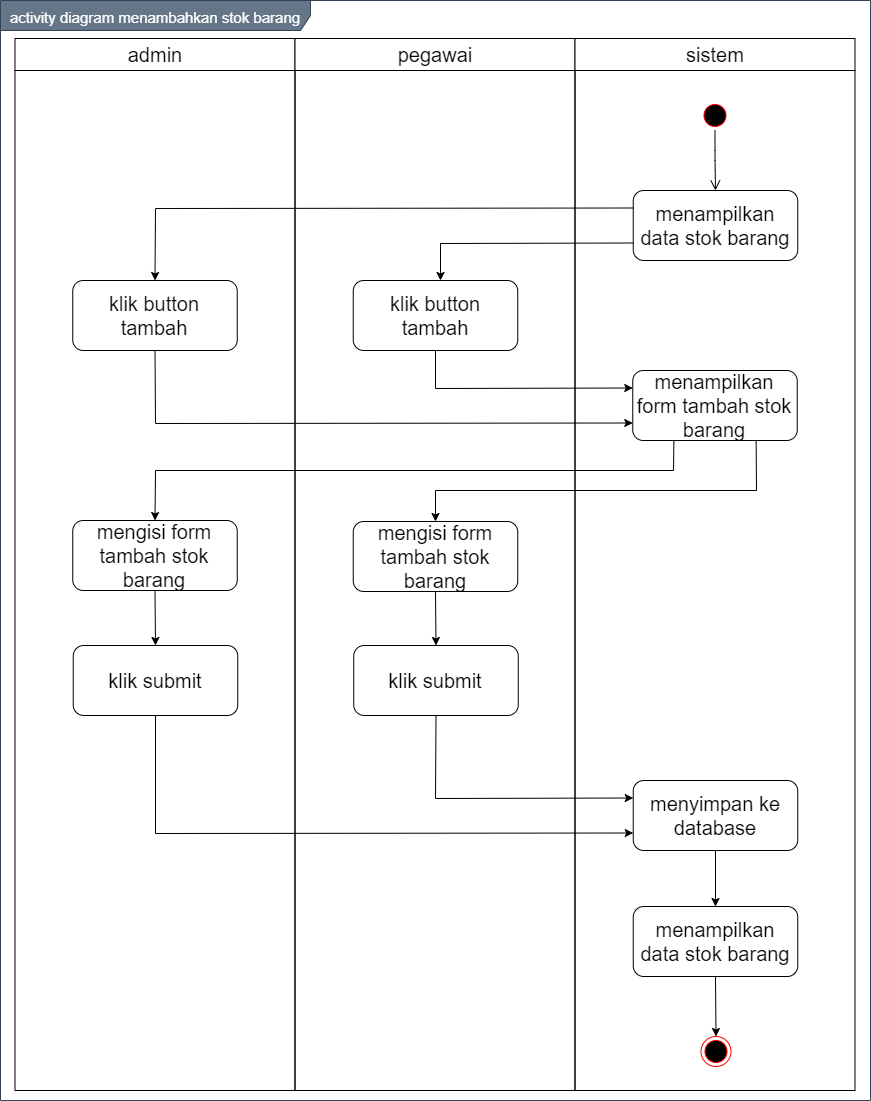 activity diagram menambahkan stok barang
admin
pegawai
sistem
menampilkan
data stok barang
klik button
tambah
klik button
tambah
menampilkan
form tambah stok
barang
mengisi form
tambah stok
barang
mengisi form
tambah stok
barang
klik submit
klik submit
menyimpan ke
database
menampilkan
data stok barang